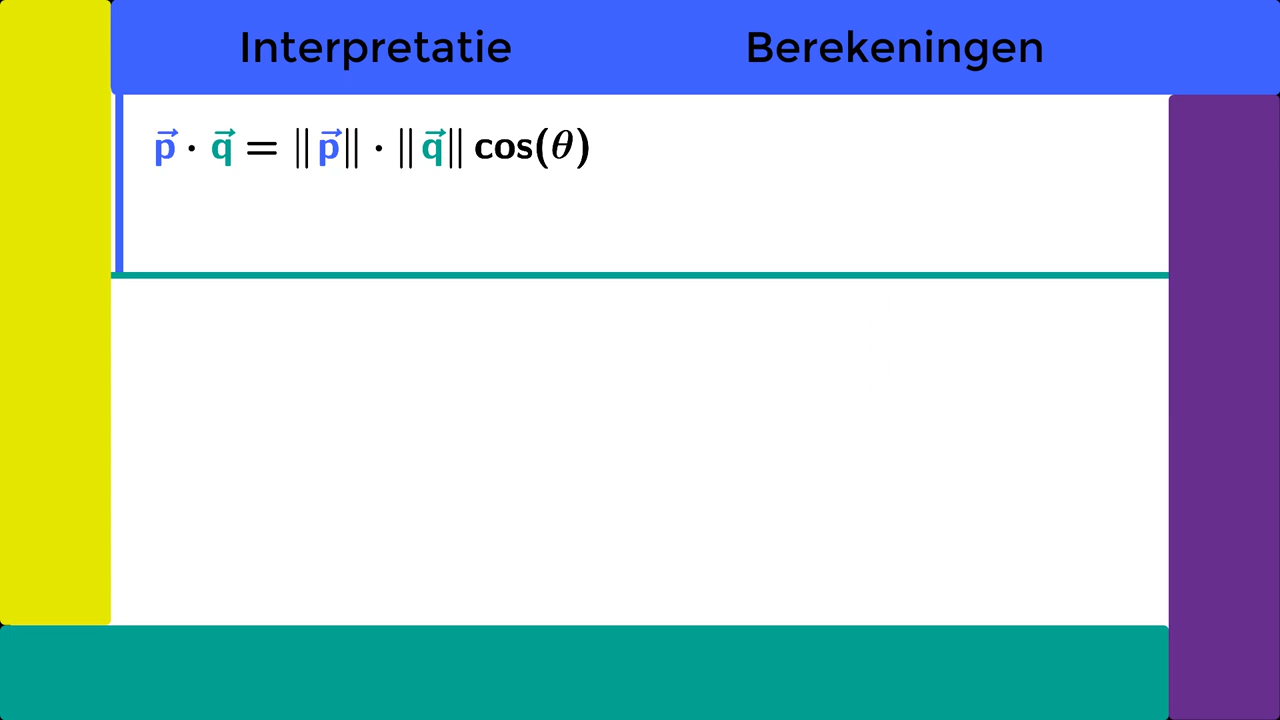 Interpretatie Berekeningen
p⃗ · q⃗ = ‖p⃗‖ · ‖q⃗‖ cos(θ)